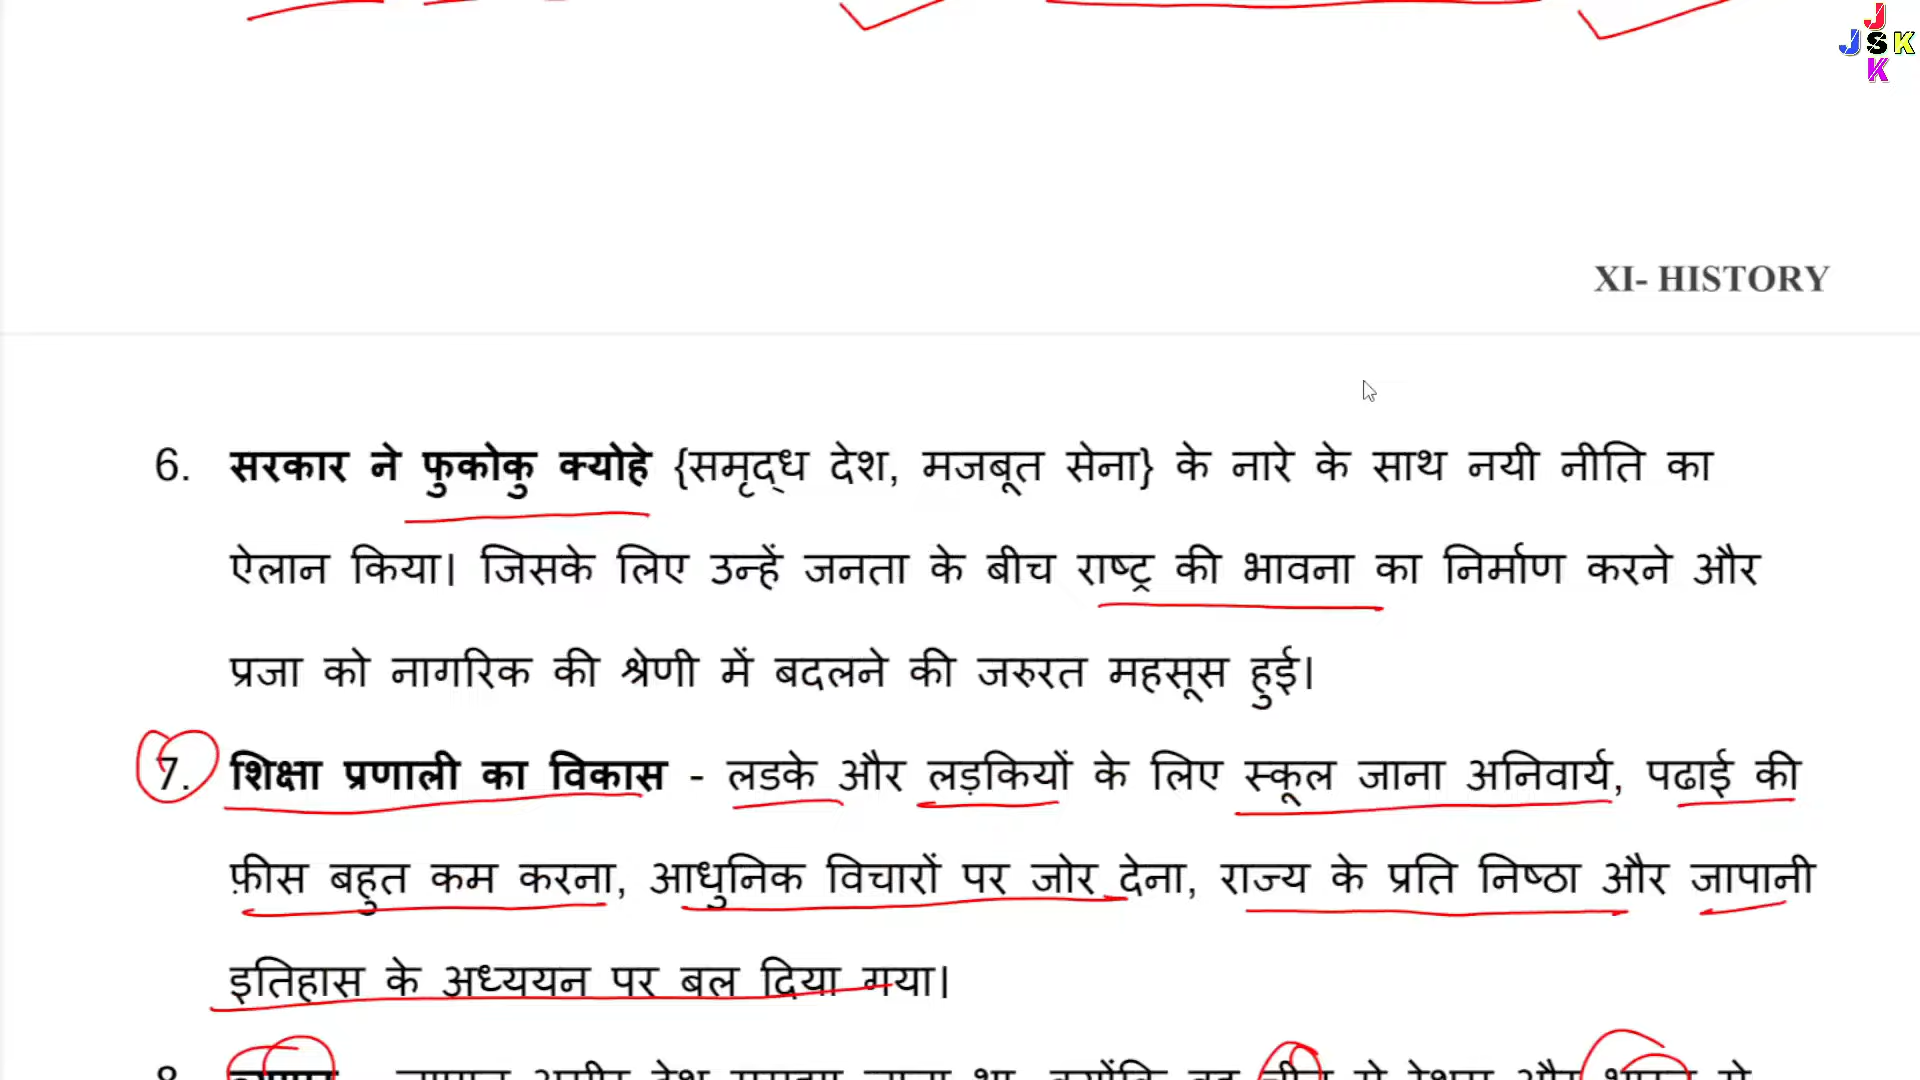 J
J S K
K
XI- HISTORY
6. सरकार ने फुकोकु क्योहे {समृद्ध देश, मजबूत सेना} के नारे के साथ नयी नीति का
ऐलान किया। जिसके लिए उन्हें जनता के बीच राष्ट्र की भावना का निर्माण करने और
प्रजा को नागरिक की श्रेणी में बदलने की जरुरत महसूस हुई।
7. शिक्षा प्रणाली का विकास - लडके और लड़कियों के लिए स्कूल जाना अनिवार्य, पढाई की
फ़ीस बहुत कम करना, आधुनिक विचारों पर जोर देना, राज्य के प्रति निष्ठा और जापानी
इतिहास के अध्ययन पर बल दिया गया।
8.